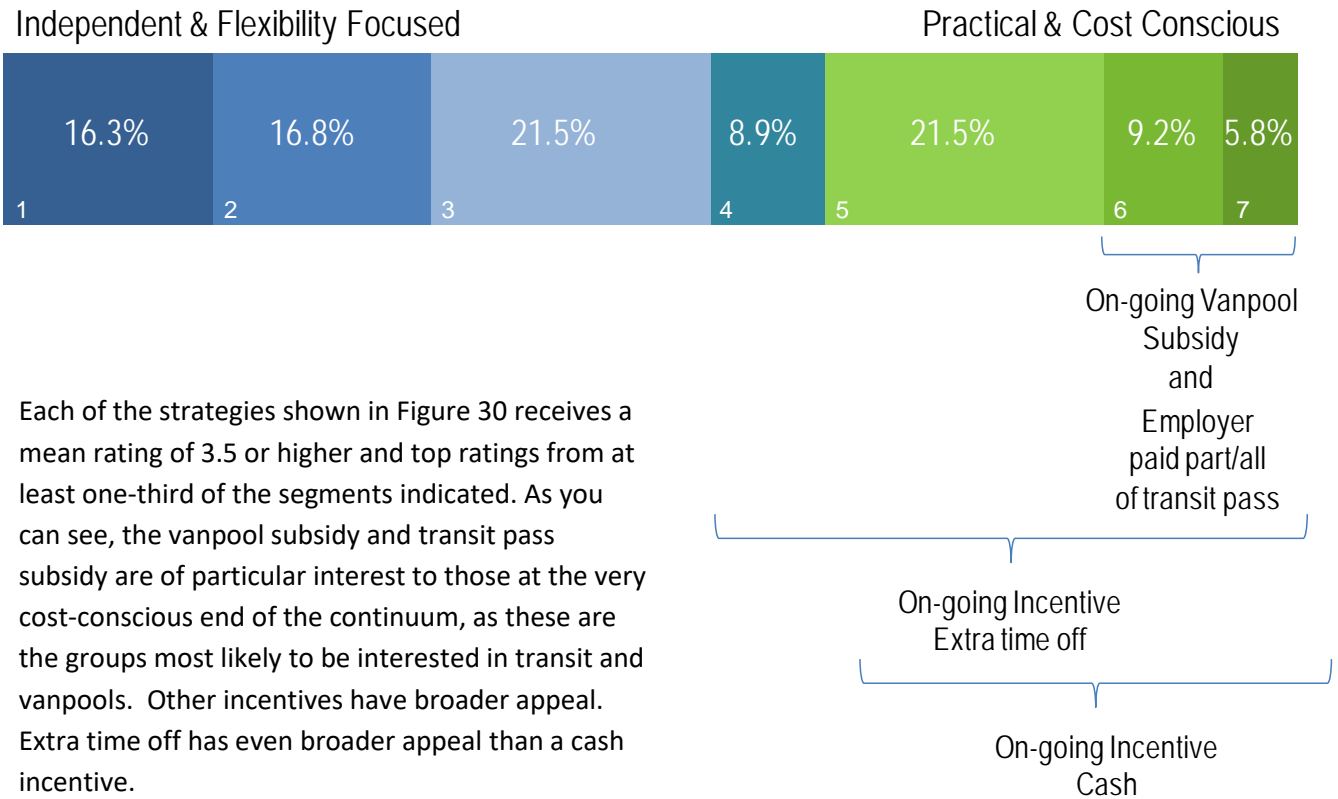 Independent & Flexibility Focused
Practical & Cost Conscious
16.3%
16.8%
21.5%
8.9%
21.5%
9.2%
5.8%
1
2
3
4
5
6
7
On-going Vanpool
Subsidy
and
Employer
paid part/all
of transit pass
Each of the strategies shown in Figure 30 receives a
mean rating of 3.5 or higher and top ratings from at
least one-third of the segments indicated. As you
can see, the vanpool subsidy and transit pass
subsidy are of particular interest to those at the very
cost-conscious end of the continuum, as these are
the groups most likely to be interested in transit and
vanpools. Other incentives have broader appeal.
Extra time off has even broader appeal than a cash
incentive.
On-going Incentive
Extra time off
On-going Incentive
Cash